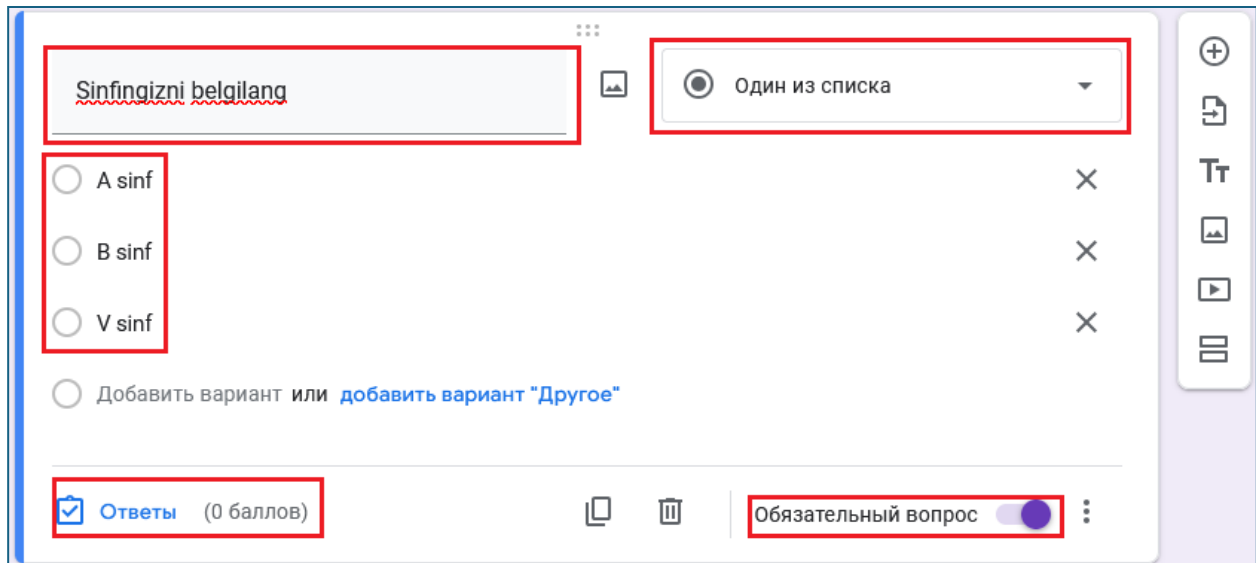 Sinfingizni belgilang
Один из списка
A sinf
B sinf
V sinf
Добавить вариант или добавить вариант "Другое"
Ответы (0 баллов)
Обязательный вопрос
Тт